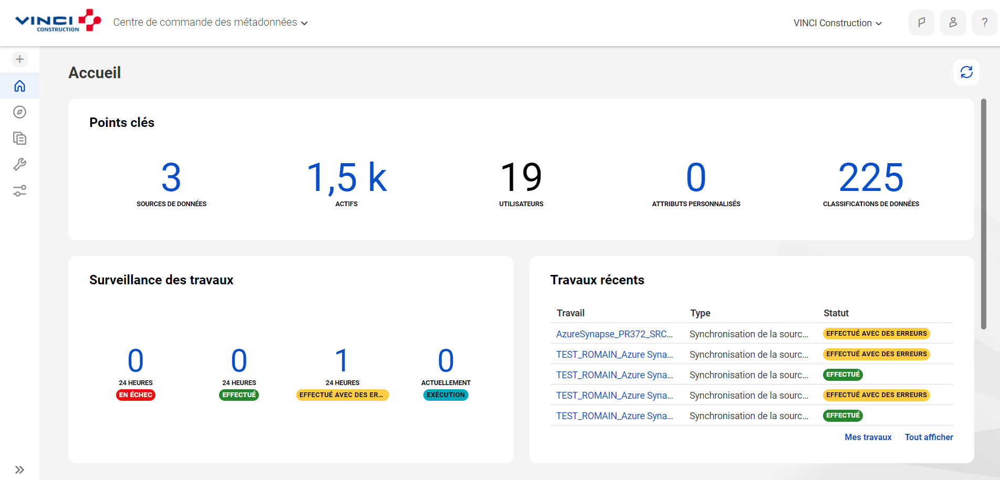 VINCI
CONSTRUCTION
Centre de commande des métadonnées
VINCI Construction
?
Accueil
Points clés
3
SOURCES DE DONNÉES
1,5 k
ACTIFS
19
UTILISATEURS
0
ATTRIBUTS PERSONNALISÉS
225
CLASSIFICATIONS DE DONNÉES
Surveillance des travaux
0
24 HEURES
EN ÉCHEC
0
24 HEURES
EFFECTUÉ
1
24 HEURES
EFFECTUÉ AVEC DES ER...
0
ACTUELLEMENT
EXÉCUTION
Travaux récents
Travail Type Statut
AzureSynapse_PR372_SRC... Synchronisation de la sourc... EFFECTUÉ AVEC DES ERREURS
TEST_ROMAIN_Azure Syna... Synchronisation de la sourc... EFFECTUÉ AVEC DES ERREURS
TEST_ROMAIN_Azure Syna... Synchronisation de la sourc... EFFECTUÉ
TEST_ROMAIN_Azure Syna... Synchronisation de la sourc... EFFECTUÉ AVEC DES ERREURS
TEST_ROMAIN_Azure Syna... Synchronisation de la sourc... EFFECTUÉ
Mes travaux Tout afficher